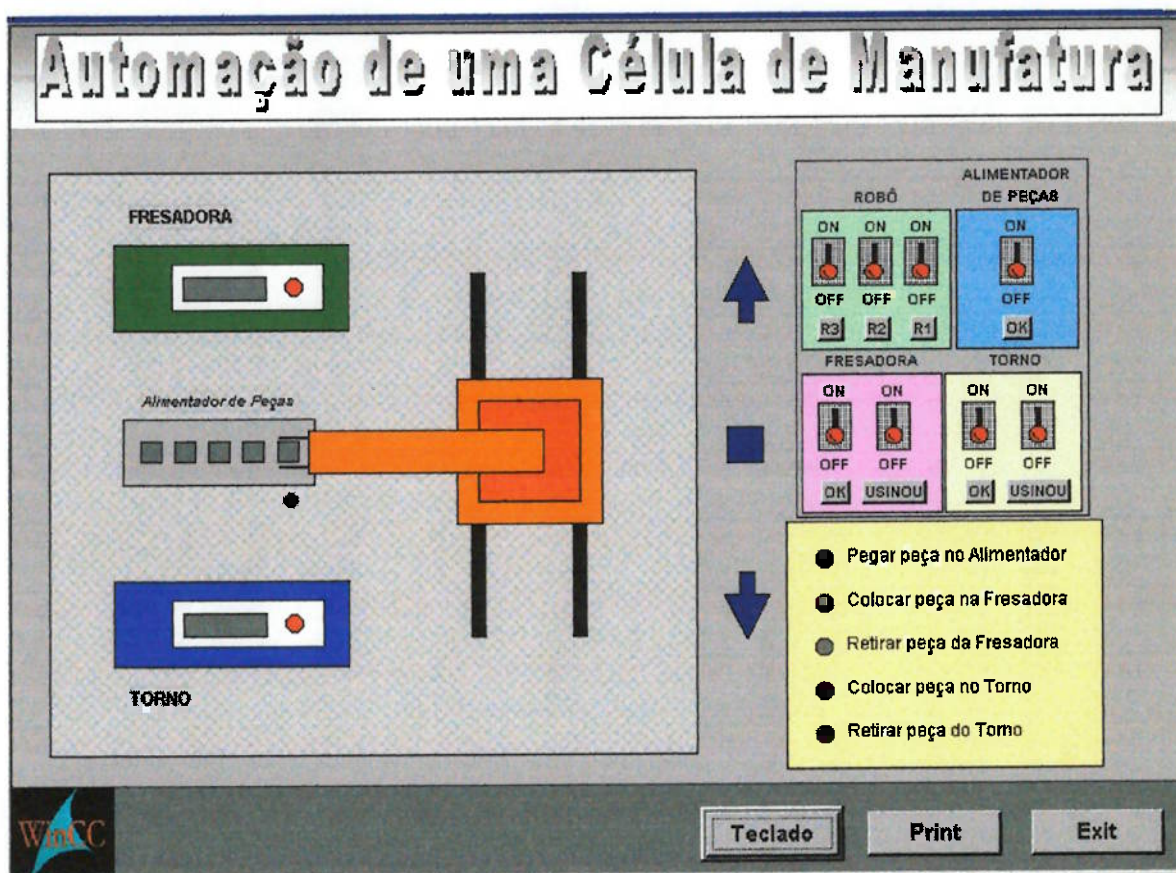 Automação de uma Célula de Manufatura
FRESADORA
Alimentador de Peças
TORNO
ROBÔ
ON ON ON
OFF OFF OFF
R3 R2 R1
ALIMENTADOR
DE PEÇAS
ON
OFF
OK
FRESADORA
ON ON
OFF OFF
OK USINOU
TORNO
ON ON
OFF OFF
OK USINOU
Pegar peça no Alimentador
Colocar peça na Fresadora
Retirar peça da Fresadora
Colocar peça no Torno
Retirar peça do Torno
WinCC
Teclado
Print
Exit